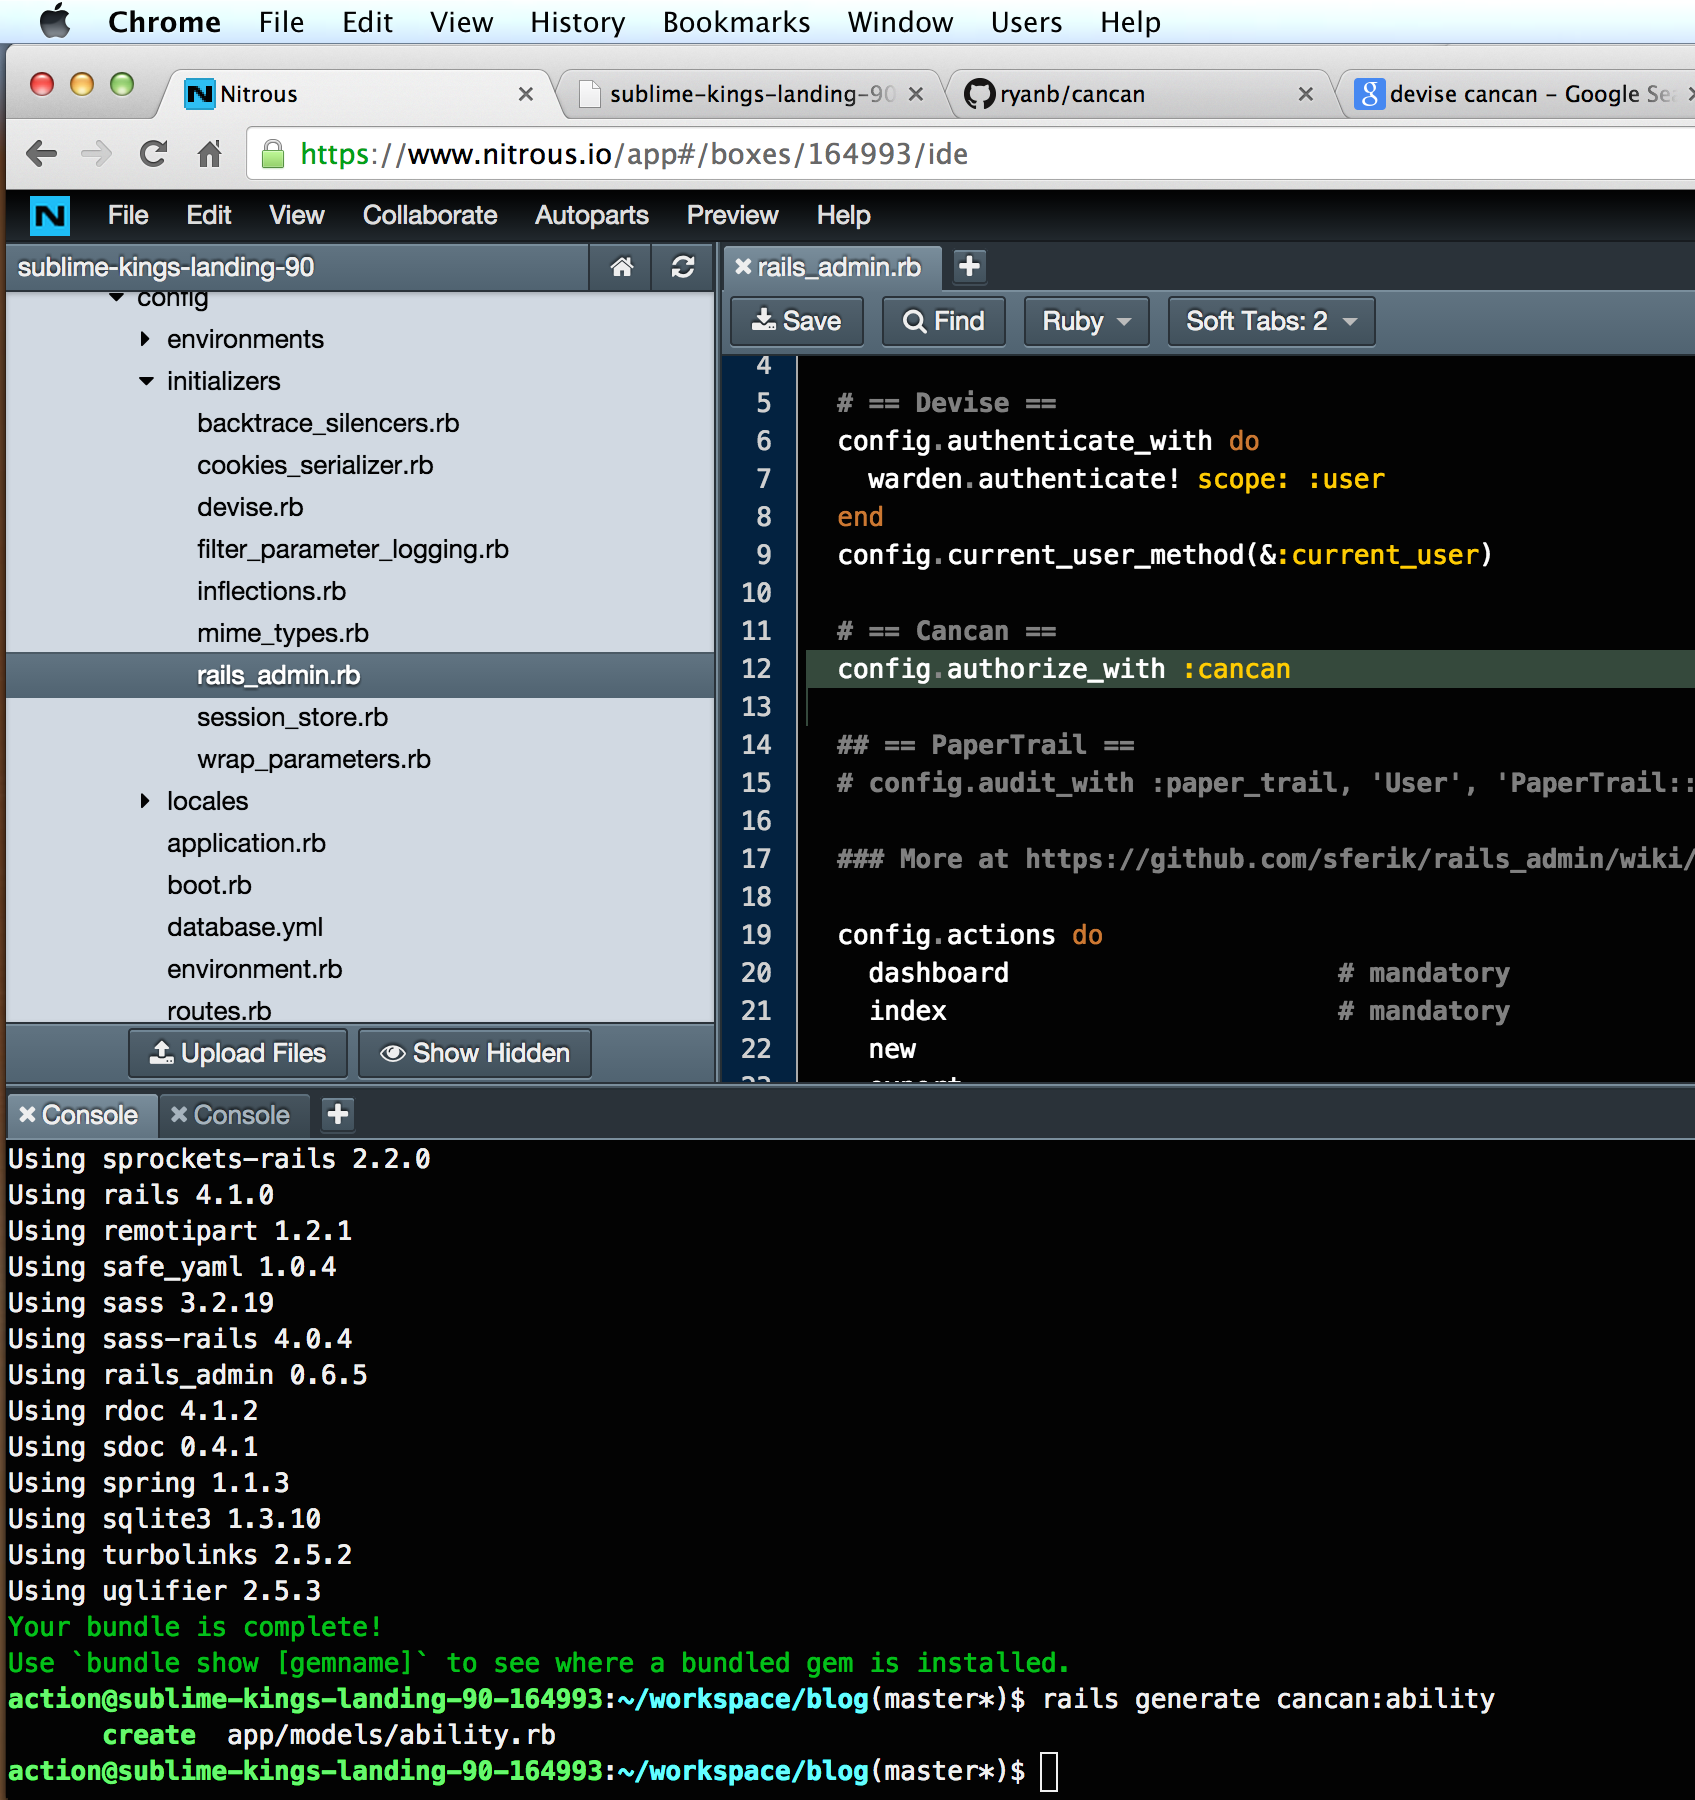 Chrome File Edit View History Bookmarks Window Users Help
Nitrous sublime-kings-landing-90 ryanb/cancan devise cancan – Google Sea
https://www.nitrous.io/app#/boxes/164993/ide
N File Edit View Collaborate Autoparts Preview Help
sublime-kings-landing-90
config
environments
initializers
backtrace_silencers.rb
cookies_serializer.rb
devise.rb
filter_parameter_logging.rb
inflections.rb
mime_types.rb
rails_admin.rb
session_store.rb
wrap_parameters.rb
locales
application.rb
boot.rb
database.yml
environment.rb
routes.rb
Upload Files Show Hidden
rails_admin.rb
Save Find Ruby Soft Tabs: 2
4
5 # == Devise ==
6 config.authenticate_with do
7 warden.authenticate! scope: :user
8 end
9 config.current_user_method(&:current_user)
10
11 # == Cancan ==
12 config.authorize_with :cancan
13
14 ## == PaperTrail ==
15 # config.audit_with :paper_trail, 'User', 'PaperTrail::
16
17 ### More at https://github.com/sferik/rails_admin/wiki/
18
19 config.actions do
20 dashboard # mandatory
21 index # mandatory
22 new
23 export
Console Console
Using sprockets-rails 2.2.0
Using rails 4.1.0
Using remotipart 1.2.1
Using safe_yaml 1.0.4
Using sass 3.2.19
Using sass-rails 4.0.4
Using rails_admin 0.6.5
Using rdoc 4.1.2
Using sdoc 0.4.1
Using spring 1.1.3
Using sqlite3 1.3.10
Using turbolinks 2.5.2
Using uglifier 2.5.3
Your bundle is complete!
Use `bundle show [gemname]` to see where a bundled gem is installed.
action@sublime-kings-landing-90-164993:~/workspace/blog(master*)$ rails generate cancan:ability
create app/models/ability.rb
action@sublime-kings-landing-90-164993:~/workspace/blog(master*)$